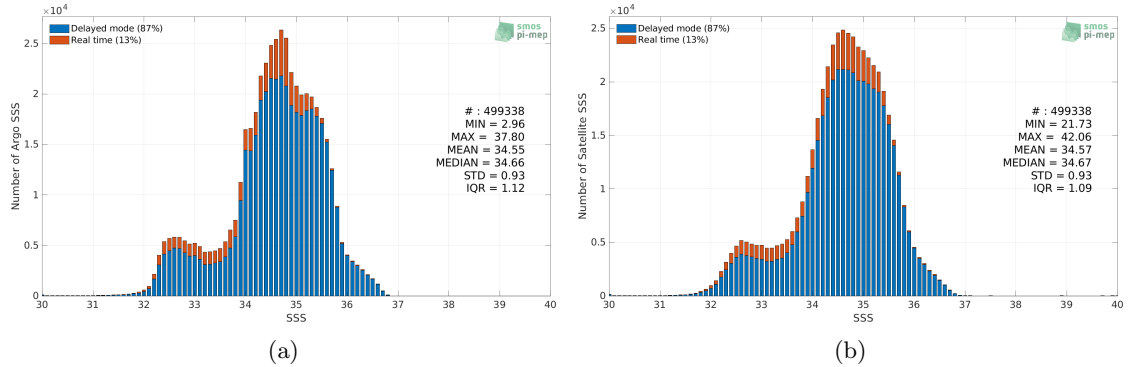 ×10⁴
Delayed mode (87%)
Real time (13%)
smos
pi-mep
2.5
2
1.5
1
0.5
0
Number of Argo SSS
# : 499338
MIN = 2.96
MAX = 37.80
MEAN = 34.55
MEDIAN = 34.66
STD = 0.93
IQR = 1.12
30 31 32 33 34 35 36 37 38 39 40
SSS
(a)
×10⁴
Delayed mode (87%)
Real time (13%)
smos
pi-mep
2.5
2
1.5
1
0.5
0
Number of Satellite SSS
# : 499338
MIN = 21.73
MAX = 42.06
MEAN = 34.57
MEDIAN = 34.67
STD = 0.93
IQR = 1.09
30 31 32 33 34 35 36 37 38 39 40
SSS
(b)